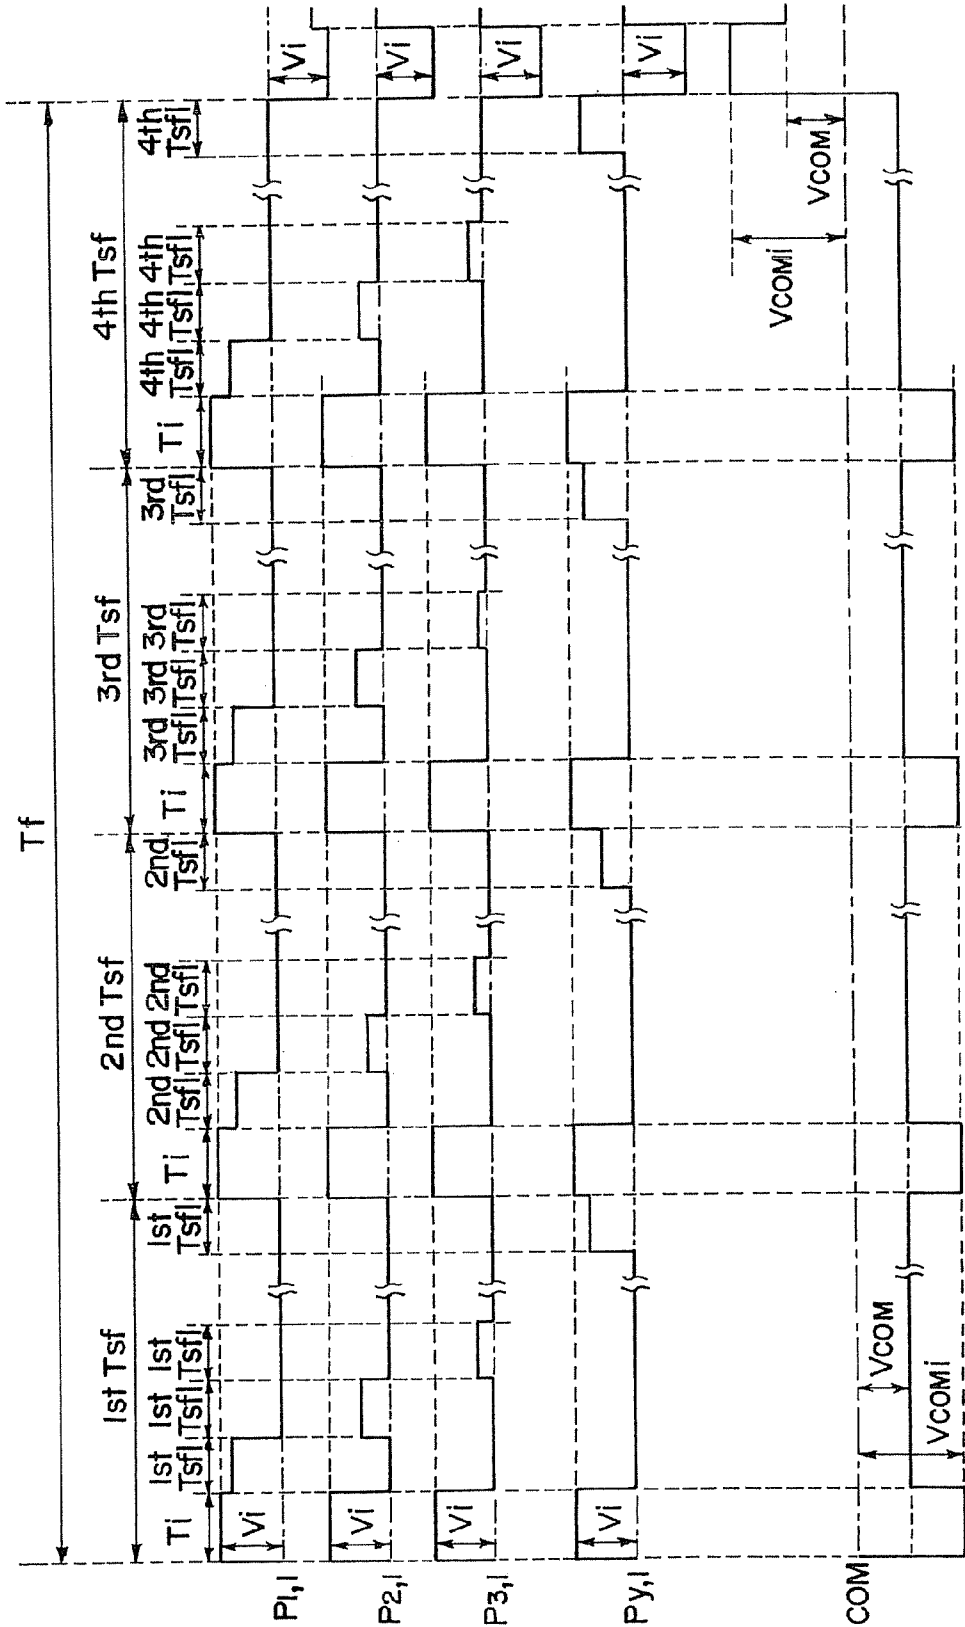 Tf
1st Tsf
2nd Tsf
3rd Tsf
4th Tsf
Ti
1st Tsfl
1st Tsfl
1st Tsfl
1st Tsfl
Ti
2nd Tsfl
2nd Tsfl
2nd Tsfl
2nd Tsfl
Ti
3rd Tsfl
3rd Tsfl
3rd Tsfl
3rd Tsfl
Ti
4th Tsfl
4th Tsfl
4th Tsfl
4th Tsfl
P1,1
Vi
Vi
P2,1
Vi
Vi
P3,1
Vi
Vi
Py,1
Vi
Vi
COM
VCOM
VCOMi
VCOMi
VCOM